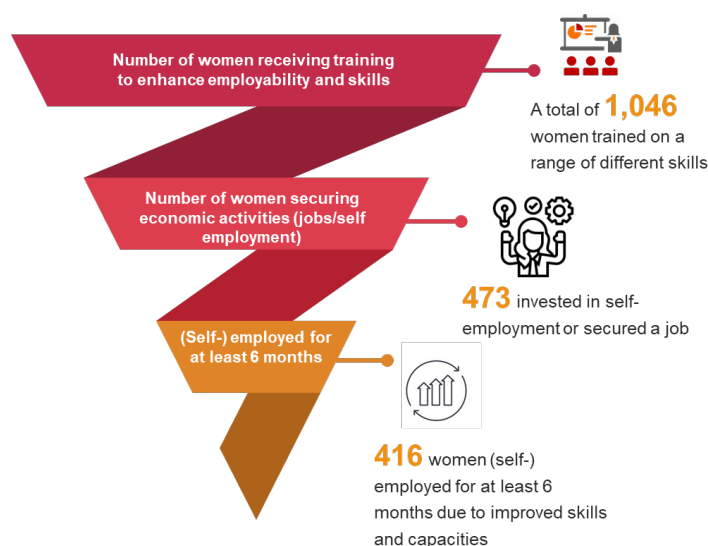 Number of women receiving training
to enhance employability and skills
A total of 1,046
women trained on a
range of different skills
Number of women securing
economic activities (jobs/self
employment)
473 invested in self-
employment or secured a job
(Self-) employed for
at least 6 months
416 women (self-)
employed for at least 6
months due to improved skills
and capacities